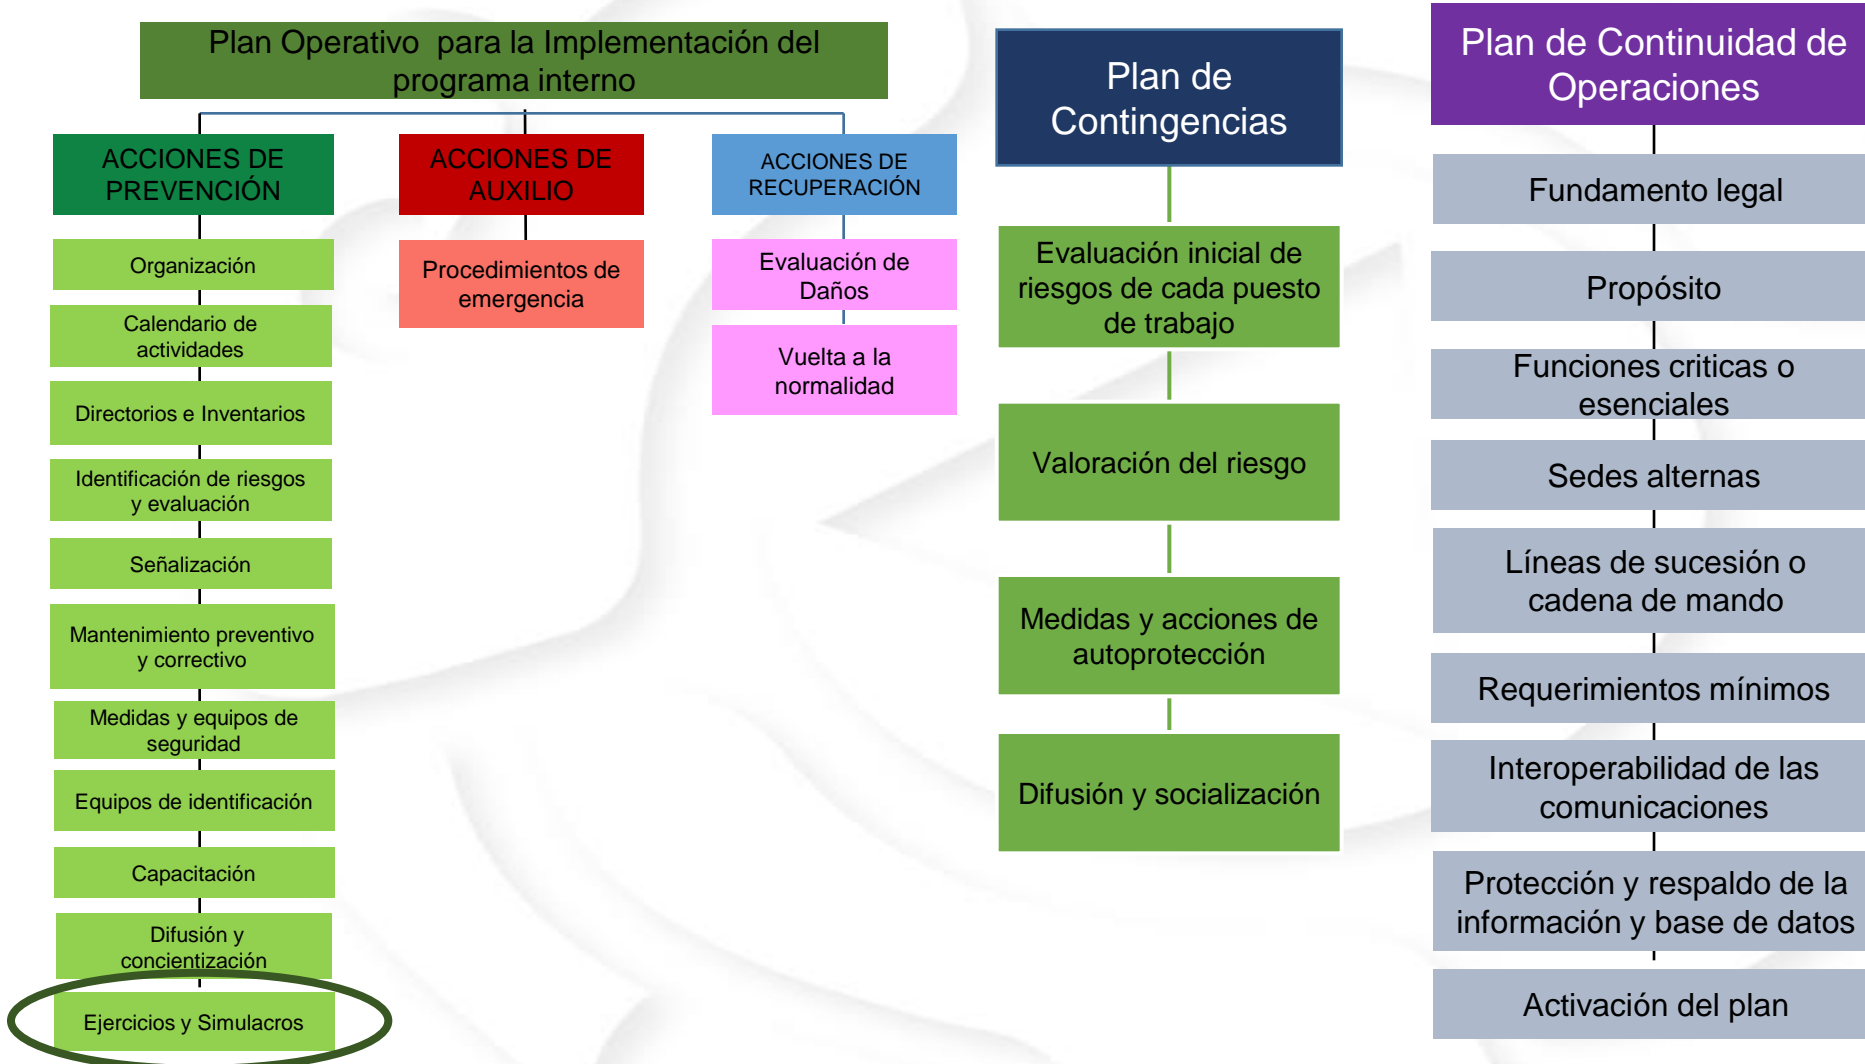 Plan Operativo para la Implementación del
programa interno
ACCIONES DE
PREVENCIÓN
Organización
Calendario de
actividades
Directorios e Inventarios
Identificación de riesgos
y evaluación
Señalización
Mantenimiento preventivo
y correctivo
Medidas y equipos de
seguridad
Equipos de identificación
Capacitación
Difusión y
concientización
Ejercicios y Simulacros
ACCIONES DE
AUXILIO
Procedimientos de
emergencia
ACCIONES DE
RECUPERACIÓN
Evaluación de
Daños
Vuelta a la
normalidad
Plan de
Contingencias
Evaluación inicial de
riesgos de cada puesto
de trabajo
Valoración del riesgo
Medidas y acciones de
autoprotección
Difusión y socialización
Plan de Continuidad de
Operaciones
Fundamento legal
Propósito
Funciones criticas o
esenciales
Sedes alternas
Líneas de sucesión o
cadena de mando
Requerimientos mínimos
Interoperabilidad de las
comunicaciones
Protección y respaldo de la
información y base de datos
Activación del plan